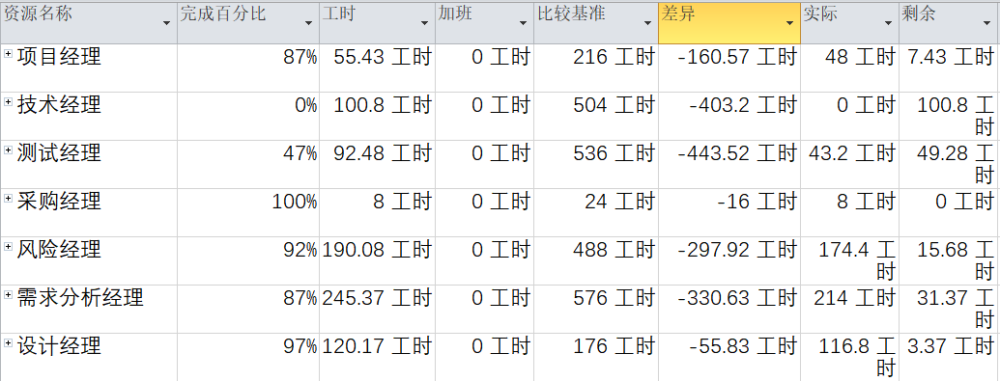 资源名称 完成百分比 工时 加班 比较基准 差异 实际 剩余
项目经理 87% 55.43 工时 0 工时 216 工时 -160.57 工时 48 工时 7.43 工时
技术经理 0% 100.8 工时 0 工时 504 工时 -403.2 工时 0 工时 100.8 工时
测试经理 47% 92.48 工时 0 工时 536 工时 -443.52 工时 43.2 工时 49.28 工时
采购经理 100% 8 工时 0 工时 24 工时 -16 工时 8 工时 0 工时
风险经理 92% 190.08 工时 0 工时 488 工时 -297.92 工时 174.4 工时 15.68 工时
需求分析经理 87% 245.37 工时 0 工时 576 工时 -330.63 工时 214 工时 31.37 工时
设计经理 97% 120.17 工时 0 工时 176 工时 -55.83 工时 116.8 工时 3.37 工时